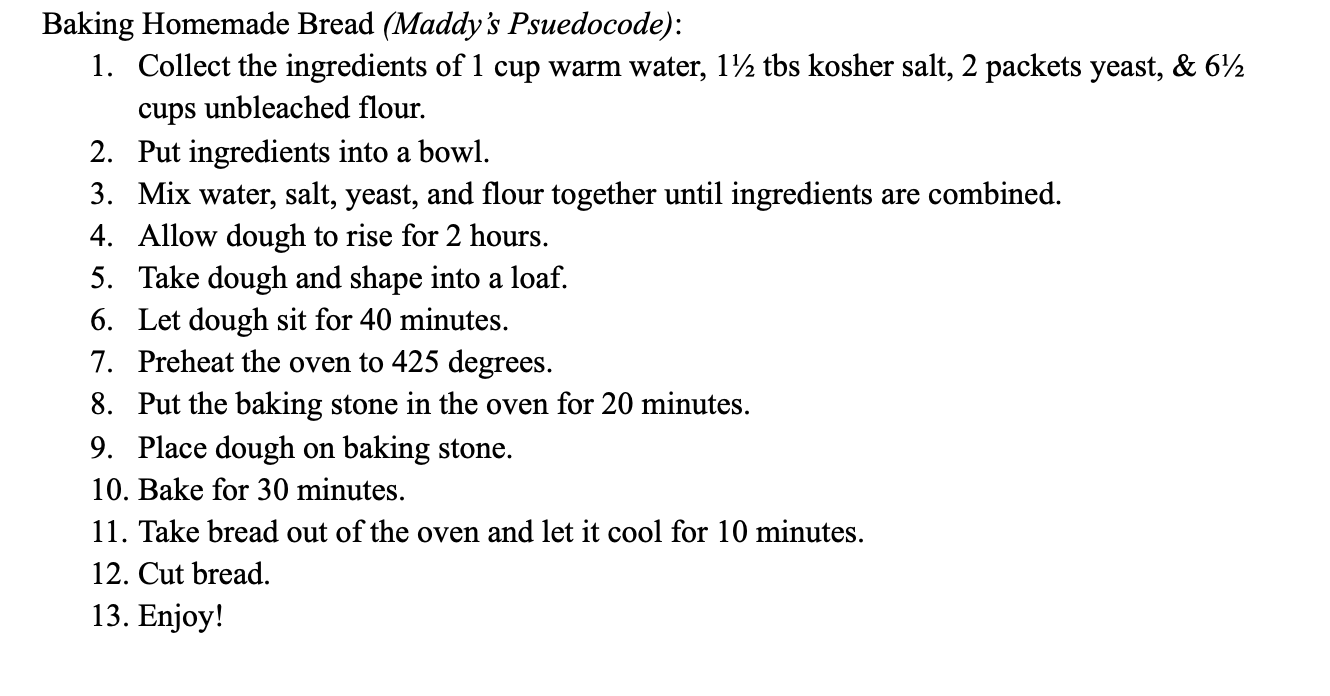 Baking Homemade Bread (Maddy's Psuedocode):
1. Collect the ingredients of 1 cup warm water, 1½ tbs kosher salt, 2 packets yeast, & 6½
cups unbleached flour.
2. Put ingredients into a bowl.
3. Mix water, salt, yeast, and flour together until ingredients are combined.
4. Allow dough to rise for 2 hours.
5. Take dough and shape into a loaf.
6. Let dough sit for 40 minutes.
7. Preheat the oven to 425 degrees.
8. Put the baking stone in the oven for 20 minutes.
9. Place dough on baking stone.
10. Bake for 30 minutes.
11. Take bread out of the oven and let it cool for 10 minutes.
12. Cut bread.
13. Enjoy!